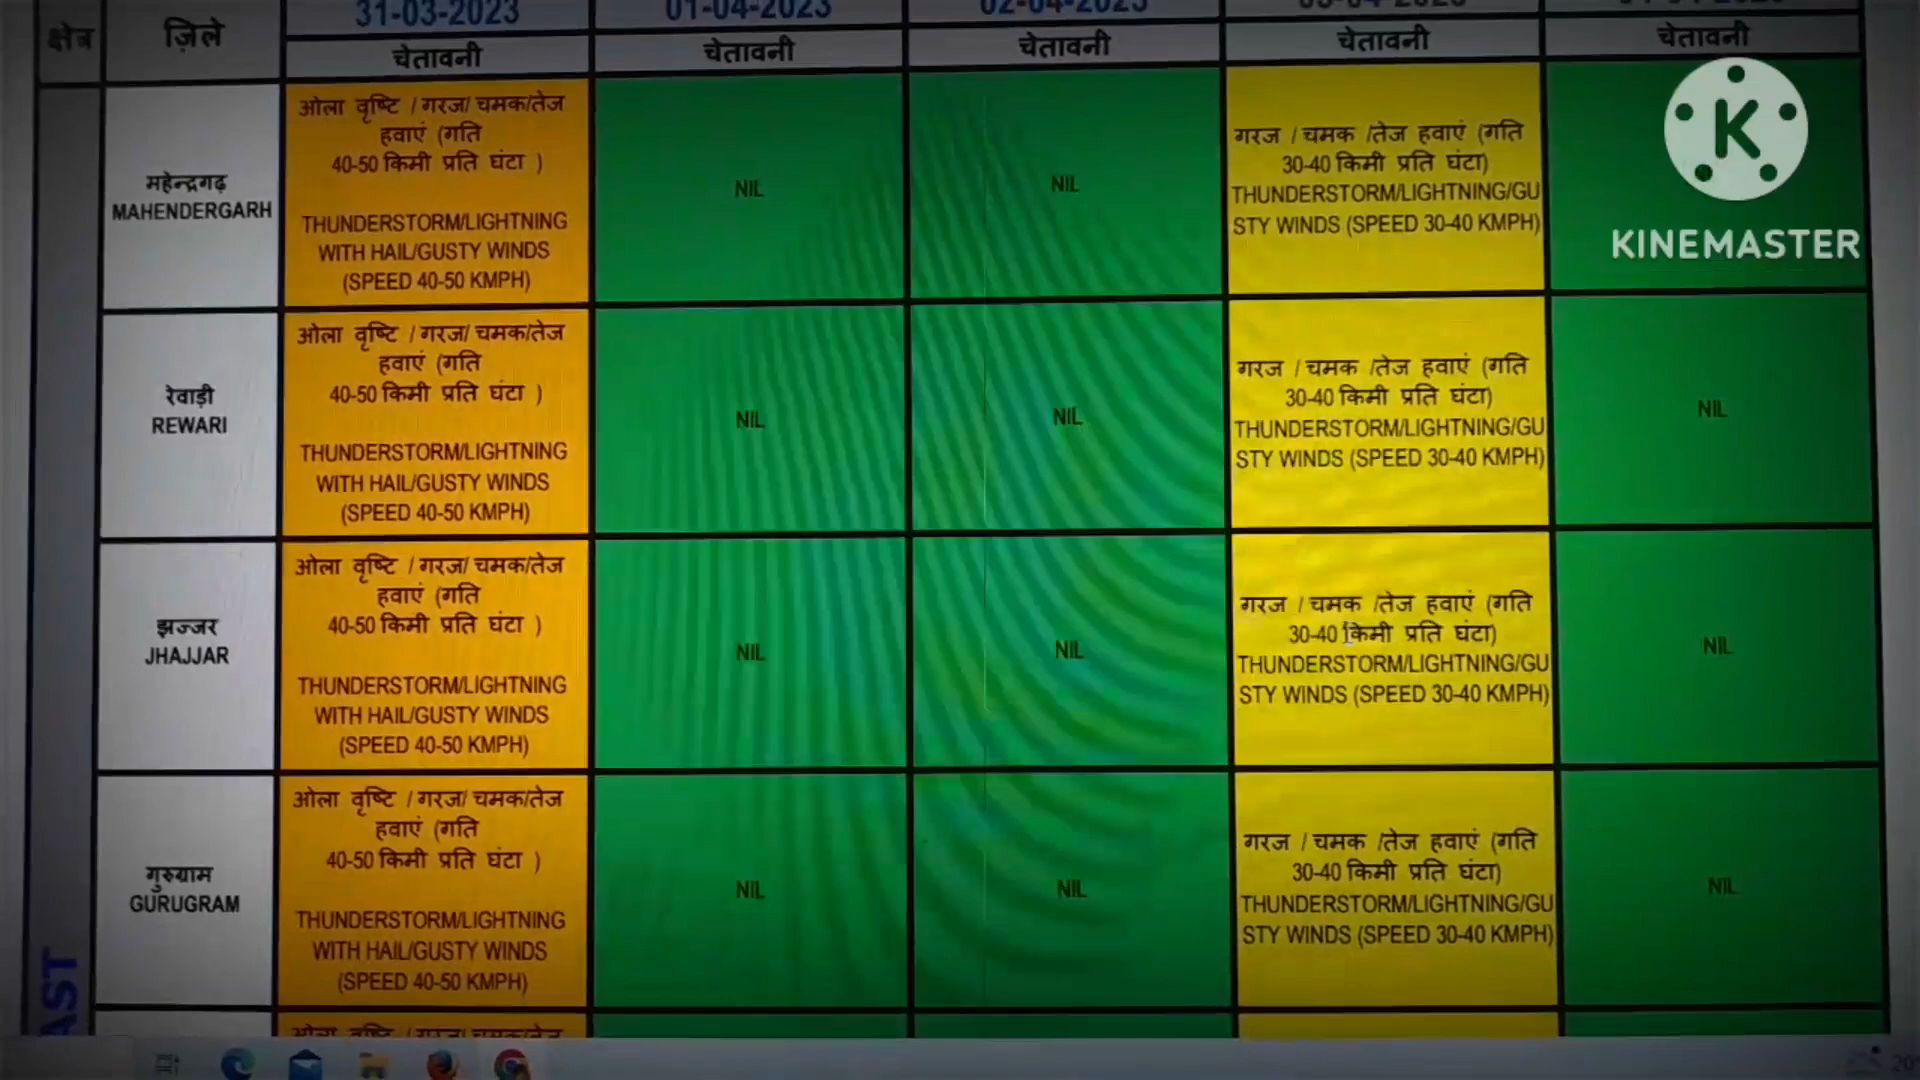 31-03-2023 01-04-2023 02-04-2023
क्षेत्र ज़िले चेतावनी चेतावनी चेतावनी चेतावनी चेतावनी
महेन्द्रगढ़
MAHENDERGARH
ओला वृष्टि / गरज/ चमक/तेज
हवाएं (गति
40-50 किमी प्रति घंटा )
THUNDERSTORM/LIGHTNING
WITH HAIL/GUSTY WINDS
(SPEED 40-50 KMPH)
NIL
NIL
गरज / चमक /तेज हवाएं (गति
30-40 किमी प्रति घंटा)
THUNDERSTORM/LIGHTNING/GU
STY WINDS (SPEED 30-40 KMPH)
KINEMASTER
रेवाड़ी
REWARI
ओला वृष्टि / गरज/ चमक/तेज
हवाएं (गति
40-50 किमी प्रति घंटा )
THUNDERSTORM/LIGHTNING
WITH HAIL/GUSTY WINDS
(SPEED 40-50 KMPH)
NIL
NIL
गरज / चमक /तेज हवाएं (गति
30-40 किमी प्रति घंटा)
THUNDERSTORM/LIGHTNING/GU
STY WINDS (SPEED 30-40 KMPH)
NIL
झज्जर
JHAJJAR
ओला वृष्टि / गरज/ चमक/तेज
हवाएं (गति
40-50 किमी प्रति घंटा )
THUNDERSTORM/LIGHTNING
WITH HAIL/GUSTY WINDS
(SPEED 40-50 KMPH)
NIL
NIL
गरज / चमक /तेज हवाएं (गति
30-40 किमी प्रति घंटा)
THUNDERSTORM/LIGHTNING/GU
STY WINDS (SPEED 30-40 KMPH)
NIL
गुरुग्राम
GURUGRAM
ओला वृष्टि / गरज/ चमक/तेज
हवाएं (गति
40-50 किमी प्रति घंटा )
THUNDERSTORM/LIGHTNING
WITH HAIL/GUSTY WINDS
(SPEED 40-50 KMPH)
NIL
NIL
गरज / चमक /तेज हवाएं (गति
30-40 किमी प्रति घंटा)
THUNDERSTORM/LIGHTNING/GU
STY WINDS (SPEED 30-40 KMPH)
NIL
AST